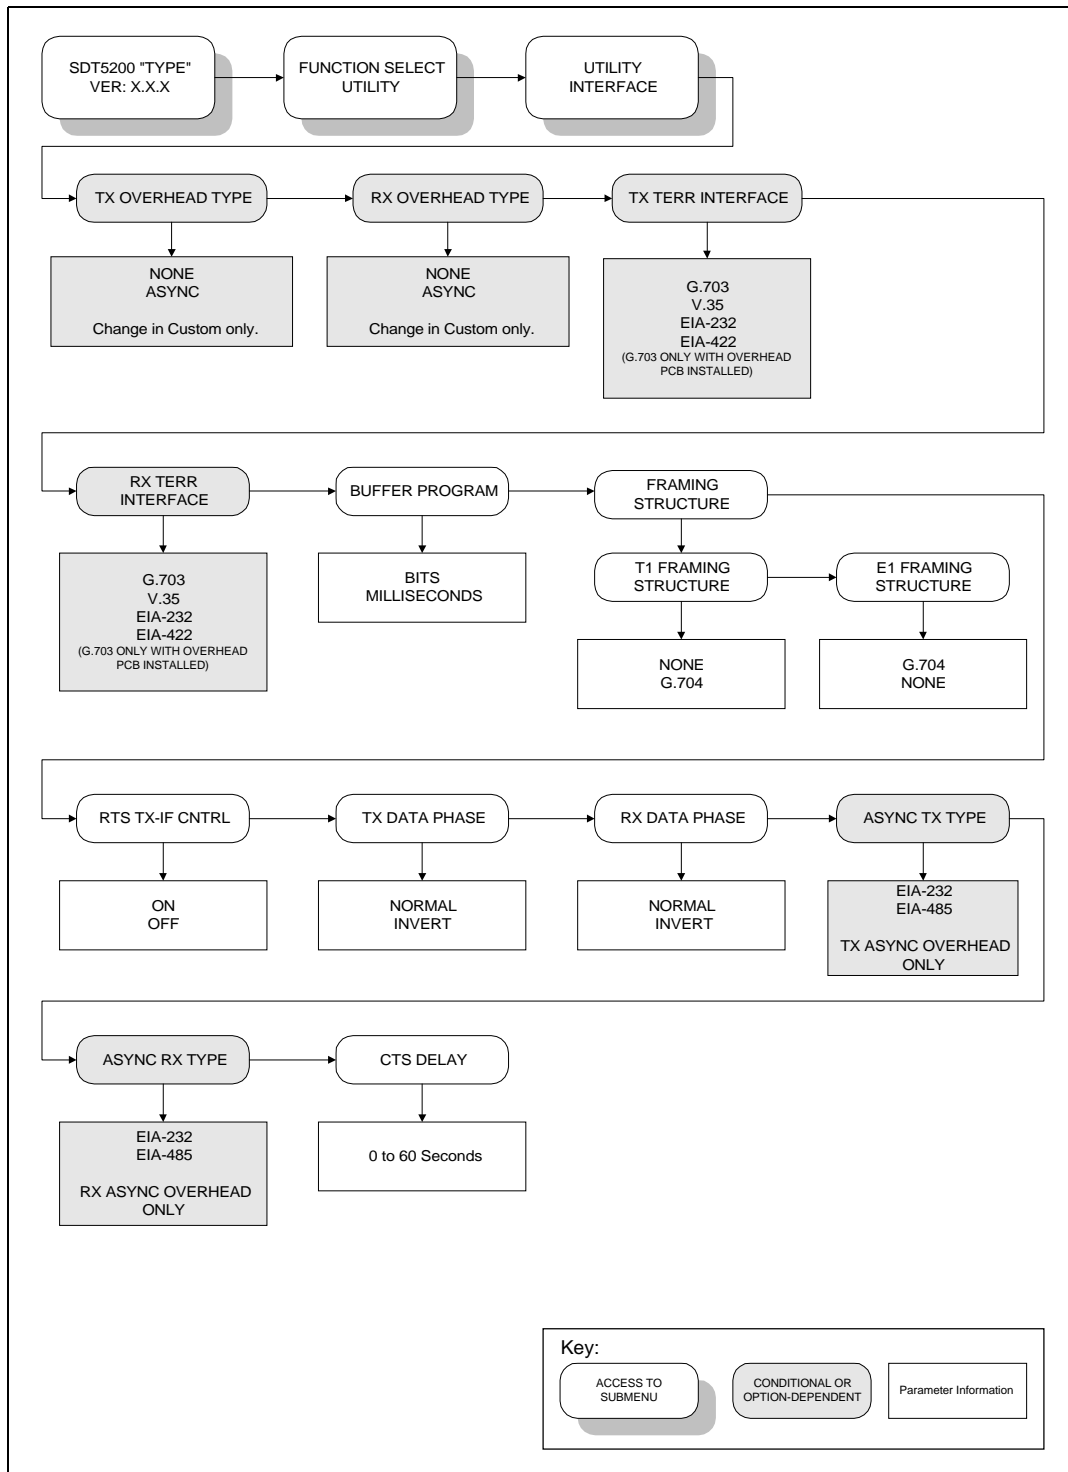 SDT5200 "TYPE"
VER: X.X.X
FUNCTION SELECT
UTILITY
UTILITY
INTERFACE
TX OVERHEAD TYPE
RX OVERHEAD TYPE
TX TERR INTERFACE
NONE
ASYNC
Change in Custom only.
NONE
ASYNC
Change in Custom only.
G.703
V.35
EIA-232
EIA-422
(G.703 ONLY WITH OVERHEAD
PCB INSTALLED)
RX TERR
INTERFACE
BUFFER PROGRAM
FRAMING
STRUCTURE
G.703
V.35
EIA-232
EIA-422
(G.703 ONLY WITH OVERHEAD
PCB INSTALLED)
BITS
MILLISECONDS
T1 FRAMING
STRUCTURE
E1 FRAMING
STRUCTURE
NONE
G.704
G.704
NONE
RTS TX-IF CNTRL
TX DATA PHASE
RX DATA PHASE
ASYNC TX TYPE
ON
OFF
NORMAL
INVERT
NORMAL
INVERT
EIA-232
EIA-485
TX ASYNC OVERHEAD
ONLY
ASYNC RX TYPE
CTS DELAY
EIA-232
EIA-485
RX ASYNC OVERHEAD
ONLY
0 to 60 Seconds
Key:
ACCESS TO
SUBMENU
CONDITIONAL OR
OPTION-DEPENDENT
Parameter Information